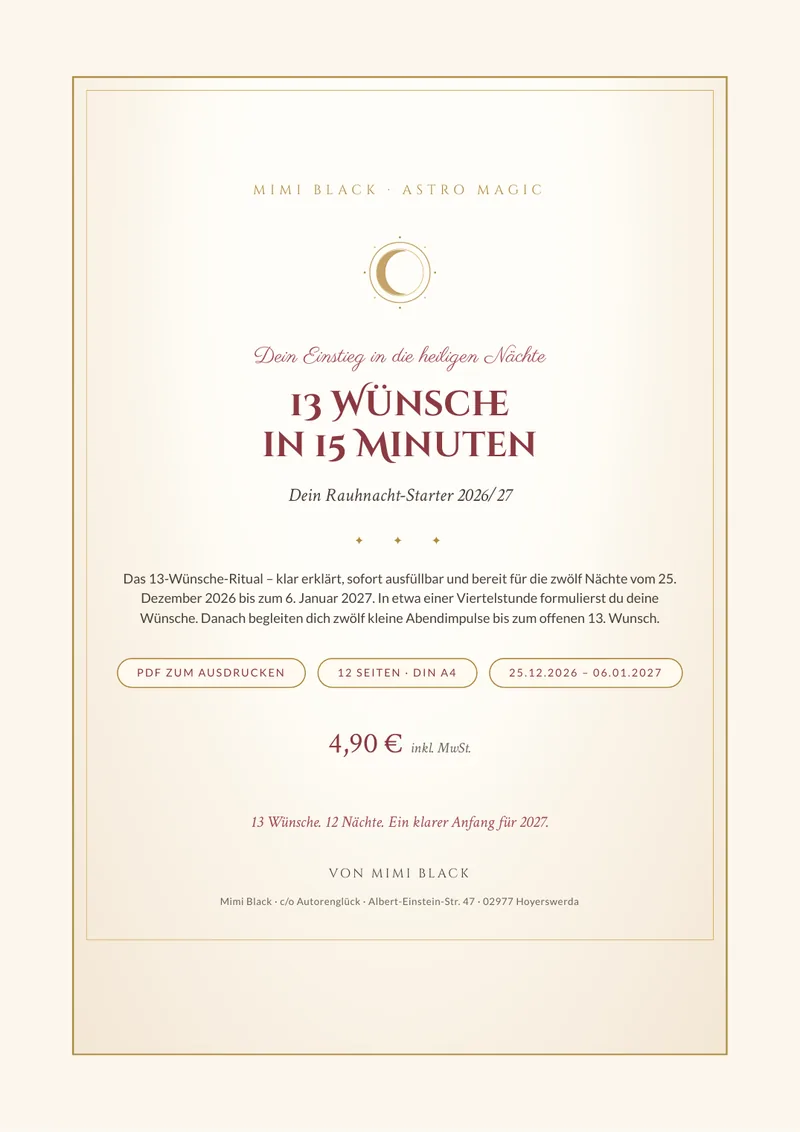 MIMI BLACK · ASTRO MAGIC
Dein Einstieg in die heiligen Nächte
13 WÜNSCHE
IN 15 MINUTEN
Dein Rauhnacht-Starter 2026/27
Das 13-Wünsche-Ritual – klar erklärt, sofort ausfüllbar und bereit für die zwölf Nächte vom 25.
Dezember 2026 bis zum 6. Januar 2027. In etwa einer Viertelstunde formulierst du deine
Wünsche. Danach begleiten dich zwölf kleine Abendimpulse bis zum offenen 13. Wunsch.
PDF ZUM AUSDRUCKEN
12 SEITEN · DIN A4
25.12.2026 – 06.01.2027
4,90 € inkl. MwSt.
13 Wünsche. 12 Nächte. Ein klarer Anfang für 2027.
VON MIMI BLACK
Mimi Black · c/o Autorenglück · Albert-Einstein-Str. 47 · 02977 Hoyerswerda